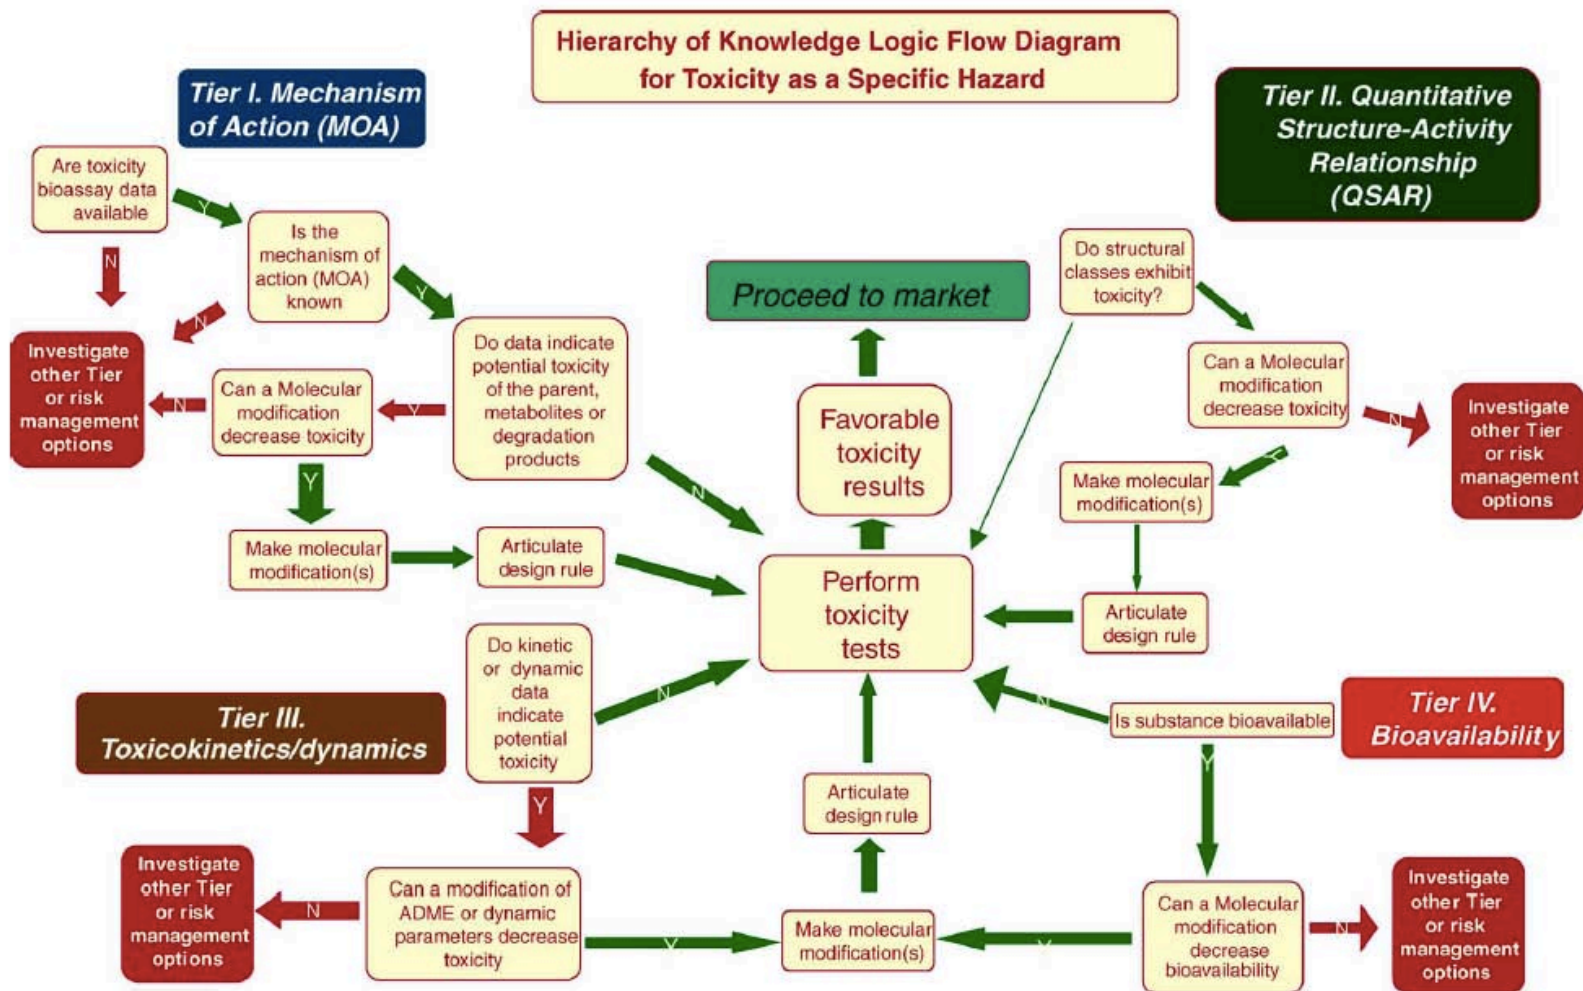 Hierarchy of Knowledge Logic Flow Diagram
for Toxicity as a Specific Hazard
Tier I. Mechanism
of Action (MOA)
Are toxicity
bioassay data
available
Y
N
Is the
mechanism of
action (MOA)
known
Y
N
Investigate
other Tier
or risk
management
options
Do data indicate
potential toxicity
of the parent,
metabolites or
degradation
products
Y
N
Can a Molecular
modification
decrease toxicity
N
Y
Make molecular
modification(s)
Articulate
design rule
Proceed to market
Favorable
toxicity
results
Perform
toxicity
tests
Tier II. Quantitative
Structure-Activity
Relationship
(QSAR)
Do structural
classes exhibit
toxicity?
Can a Molecular
modification
decrease toxicity
N
Y
Investigate
other Tier
or risk
management
options
Make molecular
modification(s)
Articulate
design rule
Tier III.
Toxicokinetics/dynamics
Do kinetic
or dynamic
data
indicate
potential
toxicity
N
Y
Can a modification of
ADME or dynamic
parameters decrease
toxicity
N
Y
Investigate
other Tier
or risk
management
options
Make molecular
modification(s)
Articulate
design rule
Tier IV.
Bioavailability
Is substance bioavailable
N
Y
Can a Molecular
modification
decrease
bioavailability
Y
N
Investigate
other Tier
or risk
management
options